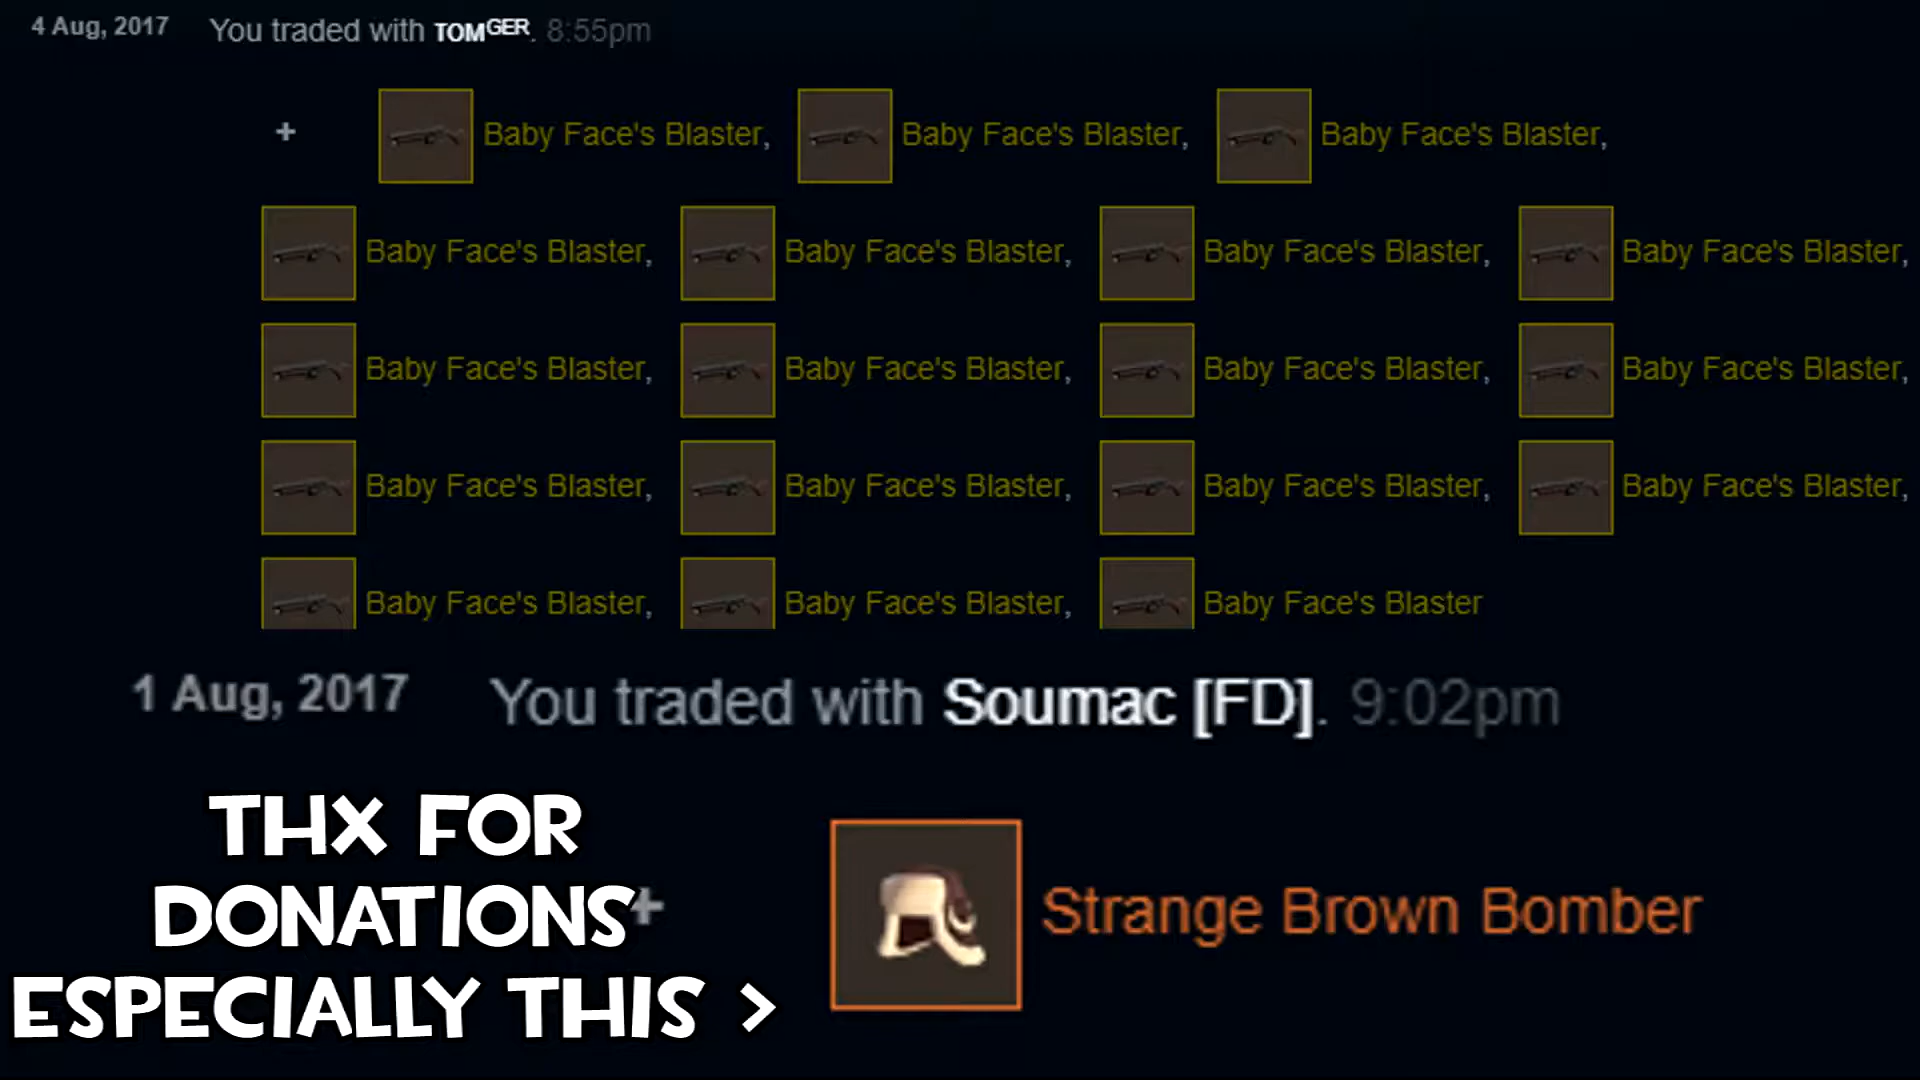 4 Aug, 2017 You traded with TOMGER. 8:55pm
+ Baby Face's Blaster, Baby Face's Blaster, Baby Face's Blaster,
Baby Face's Blaster, Baby Face's Blaster, Baby Face's Blaster, Baby Face's Blaster,
Baby Face's Blaster, Baby Face's Blaster, Baby Face's Blaster, Baby Face's Blaster,
Baby Face's Blaster, Baby Face's Blaster, Baby Face's Blaster, Baby Face's Blaster,
Baby Face's Blaster, Baby Face's Blaster, Baby Face's Blaster
1 Aug, 2017 You traded with Soumac [FD]. 9:02pm
THX FOR
DONATIONS
ESPECIALLY THIS >
+ Strange Brown Bomber